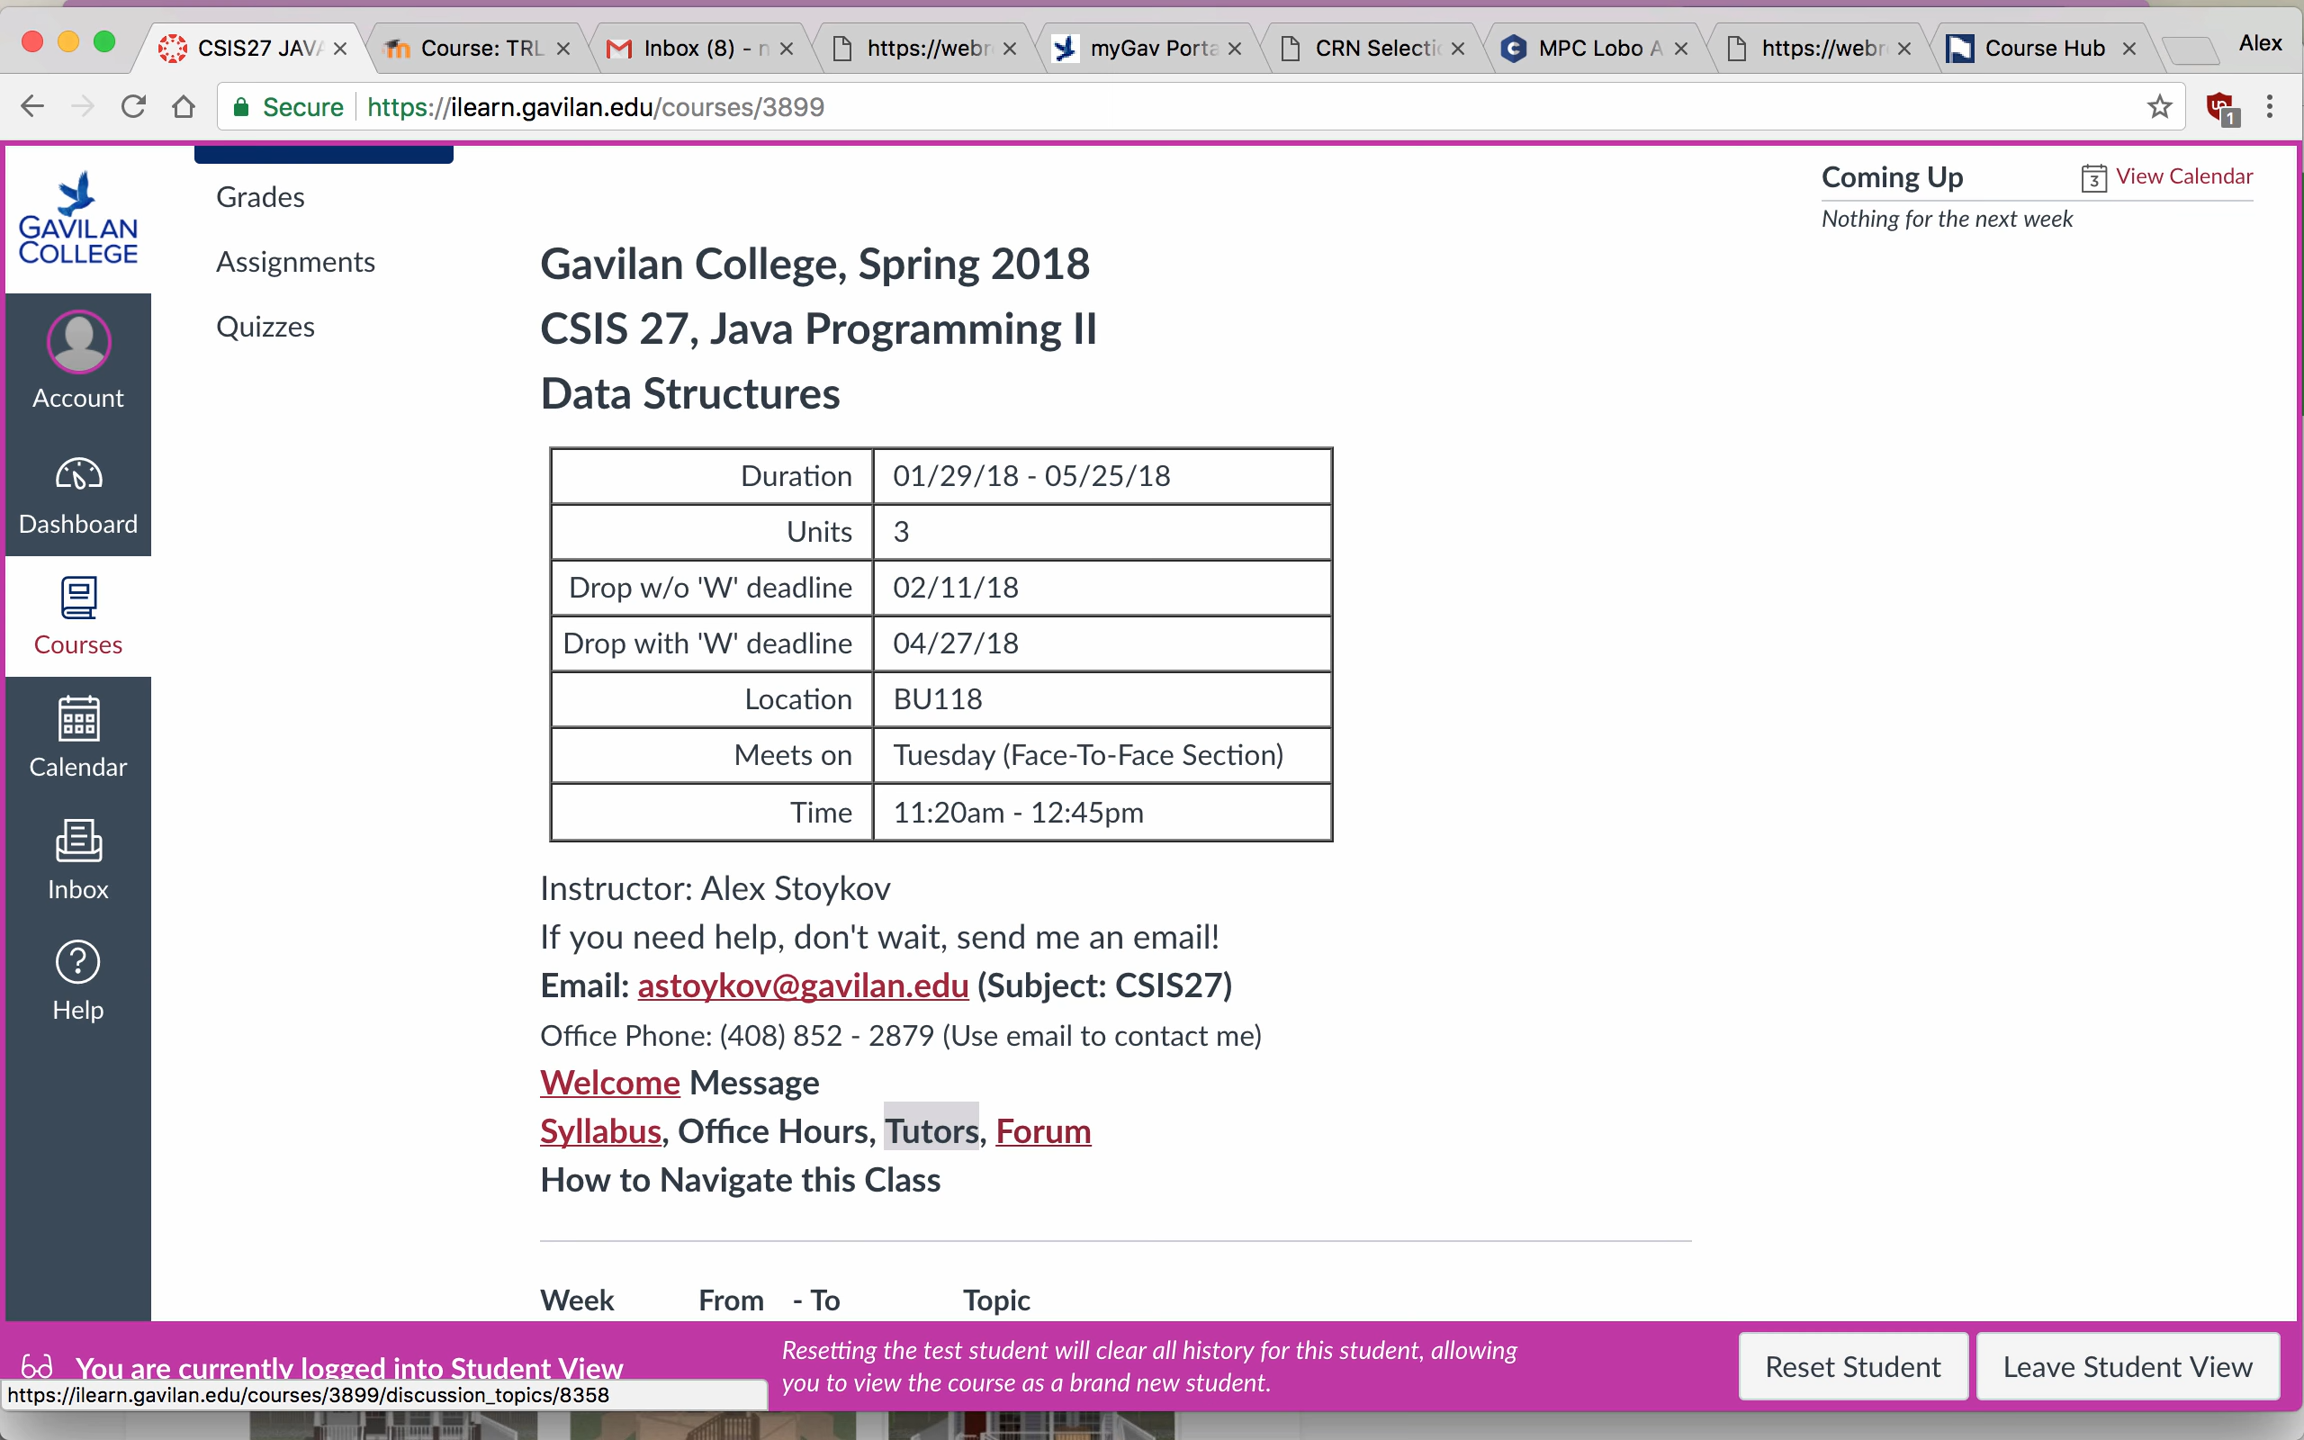 CSIS27 JAVA
Course: TRL
Inbox (8) - n
https://webr
myGav Porta
CRN Selecti
MPC Lobo A
https://webr
Course Hub
Alex
Secure https://ilearn.gavilan.edu/courses/3899
1
GAVILAN
COLLEGE
Account
Dashboard
Courses
Calendar
Inbox
Help
Grades
Assignments
Quizzes
Coming Up
3 View Calendar
Nothing for the next week
Gavilan College, Spring 2018
CSIS 27, Java Programming II
Data Structures
Duration 01/29/18 - 05/25/18
Units 3
Drop w/o 'W' deadline 02/11/18
Drop with 'W' deadline 04/27/18
Location BU118
Meets on Tuesday (Face-To-Face Section)
Time 11:20am - 12:45pm
Instructor: Alex Stoykov
If you need help, don't wait, send me an email!
Email: astoykov@gavilan.edu (Subject: CSIS27)
Office Phone: (408) 852 - 2879 (Use email to contact me)
Welcome Message
Syllabus, Office Hours, Tutors, Forum
How to Navigate this Class
Week From - To Topic
You are currently logged into Student View
Resetting the test student will clear all history for this student, allowing
you to view the course as a brand new student.
Reset Student
Leave Student View
https://ilearn.gavilan.edu/courses/3899/discussion_topics/8358